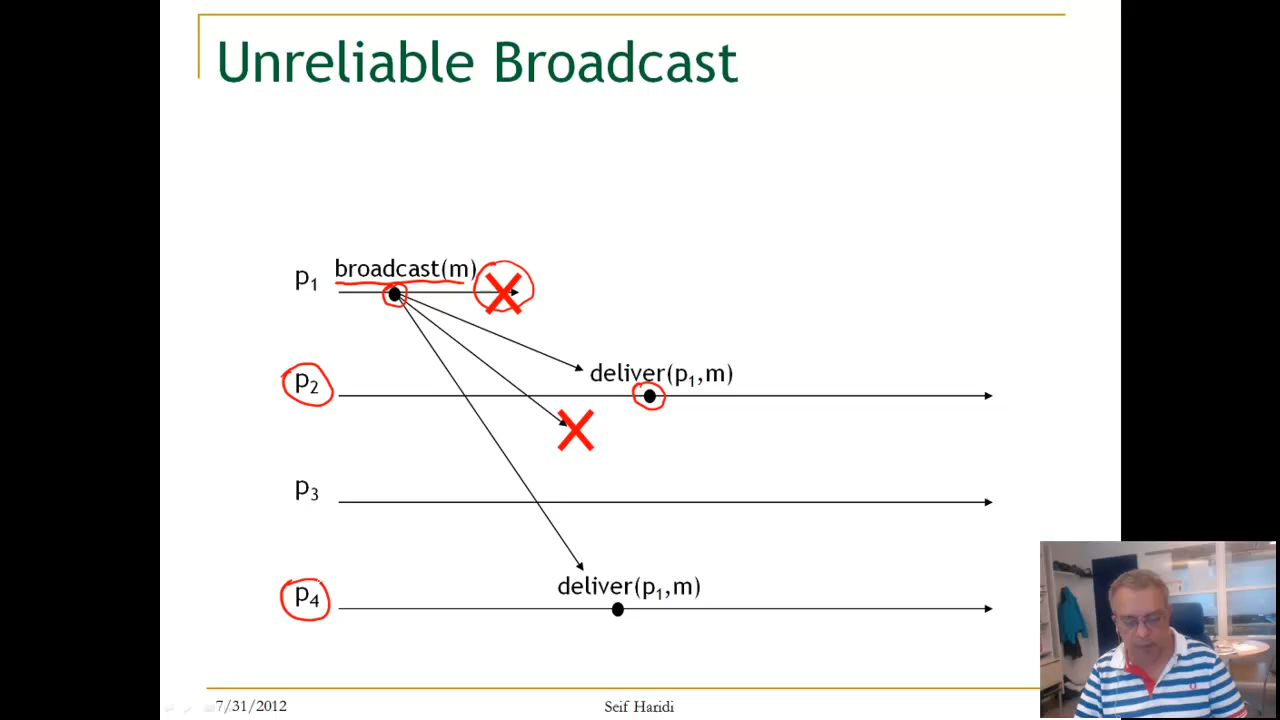 Unreliable Broadcast
p1 broadcast(m)
p2 deliver(p1,m)
p3
p4 deliver(p1,m)
7/31/2012 Seif Haridi